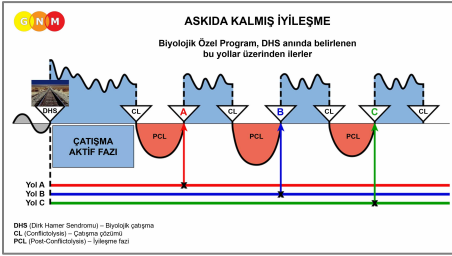 GNM
ASKIDA KALMIŞ İYİLEŞME
Biyolojik Özel Program, DHS anında belirlenen
bu yollar üzerinden ilerler
DHS
CL
A
CL
B
CL
C
CL
ÇATIŞMA
AKTİF FAZI
PCL
PCL
PCL
Yol A
Yol B
Yol C
DHS (Dirk Hamer Sendromu) – Biyolojik çatışma
CL (Conflictolysis) – Çatışma çözümü
PCL (Post-Conflictolysis) – İyileşme fazi